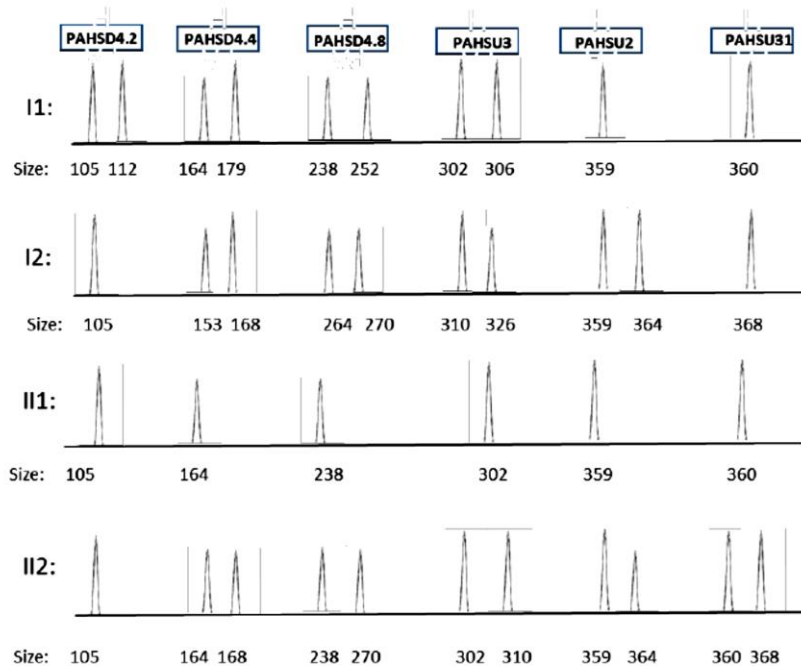 PAHSD4.2 PAHSD4.4 PAHSD4.8 PAHSU3 PAHSU2 PAHSU31
I1:
Size: 105 112 164 179 238 252 302 306 359 360
I2:
Size: 105 153 168 264 270 310 326 359 364 368
II1:
Size: 105 164 238 302 359 360
II2:
Size: 105 164 168 238 270 302 310 359 364 360 368